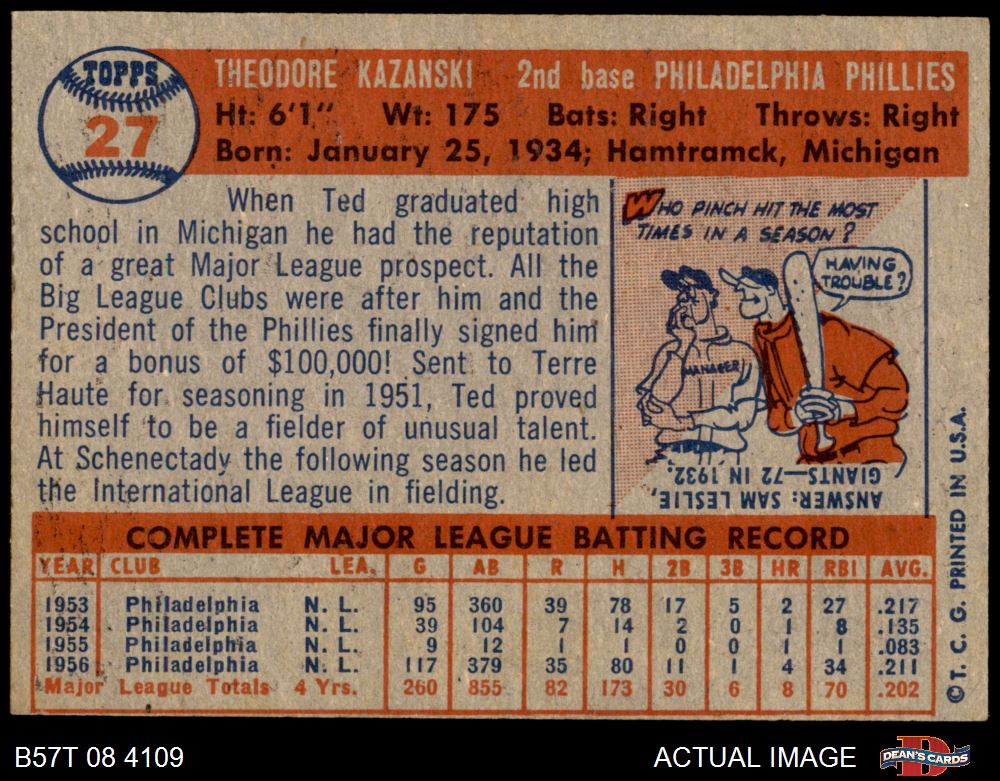 TOPPS
27
THEODORE KAZANSKI 2nd base PHILADELPHIA PHILLIES
Ht: 6'1" Wt: 175 Bats: Right Throws: Right
Born: January 25, 1934; Hamtramck, Michigan
When Ted graduated high
school in Michigan he had the reputation
of a great Major League prospect. All the
Big League Clubs were after him and the
President of the Phillies finally signed him
for a bonus of $100,000! Sent to Terre
Haute for seasoning in 1951, Ted proved
himself to be a fielder of unusual talent.
At Schenectady the following season he led
the International League in fielding.
WHO PINCH HIT THE MOST
TIMES IN A SEASON?
HAVING
TROUBLE?
MANAGER
ANSWER: SAM LESLIE,
GIANTS—72 IN 1932.
COMPLETE MAJOR LEAGUE BATTING RECORD
YEAR CLUB LEA. G AB R H 2B 3B HR RBI AVG.
1953 Philadelphia N. L. 95 360 39 78 17 5 2 27 .217
1954 Philadelphia N. L. 39 104 7 14 2 0 1 8 .135
1955 Philadelphia N. L. 9 12 1 1 0 0 1 1 .083
1956 Philadelphia N. L. 117 379 35 80 11 1 4 34 .211
Major League Totals 4 Yrs. 260 855 82 173 30 6 8 70 .202
©T. C. G. PRINTED IN U.S.A.
B57T 08 4109
ACTUAL IMAGE
DEAN'S CARDS